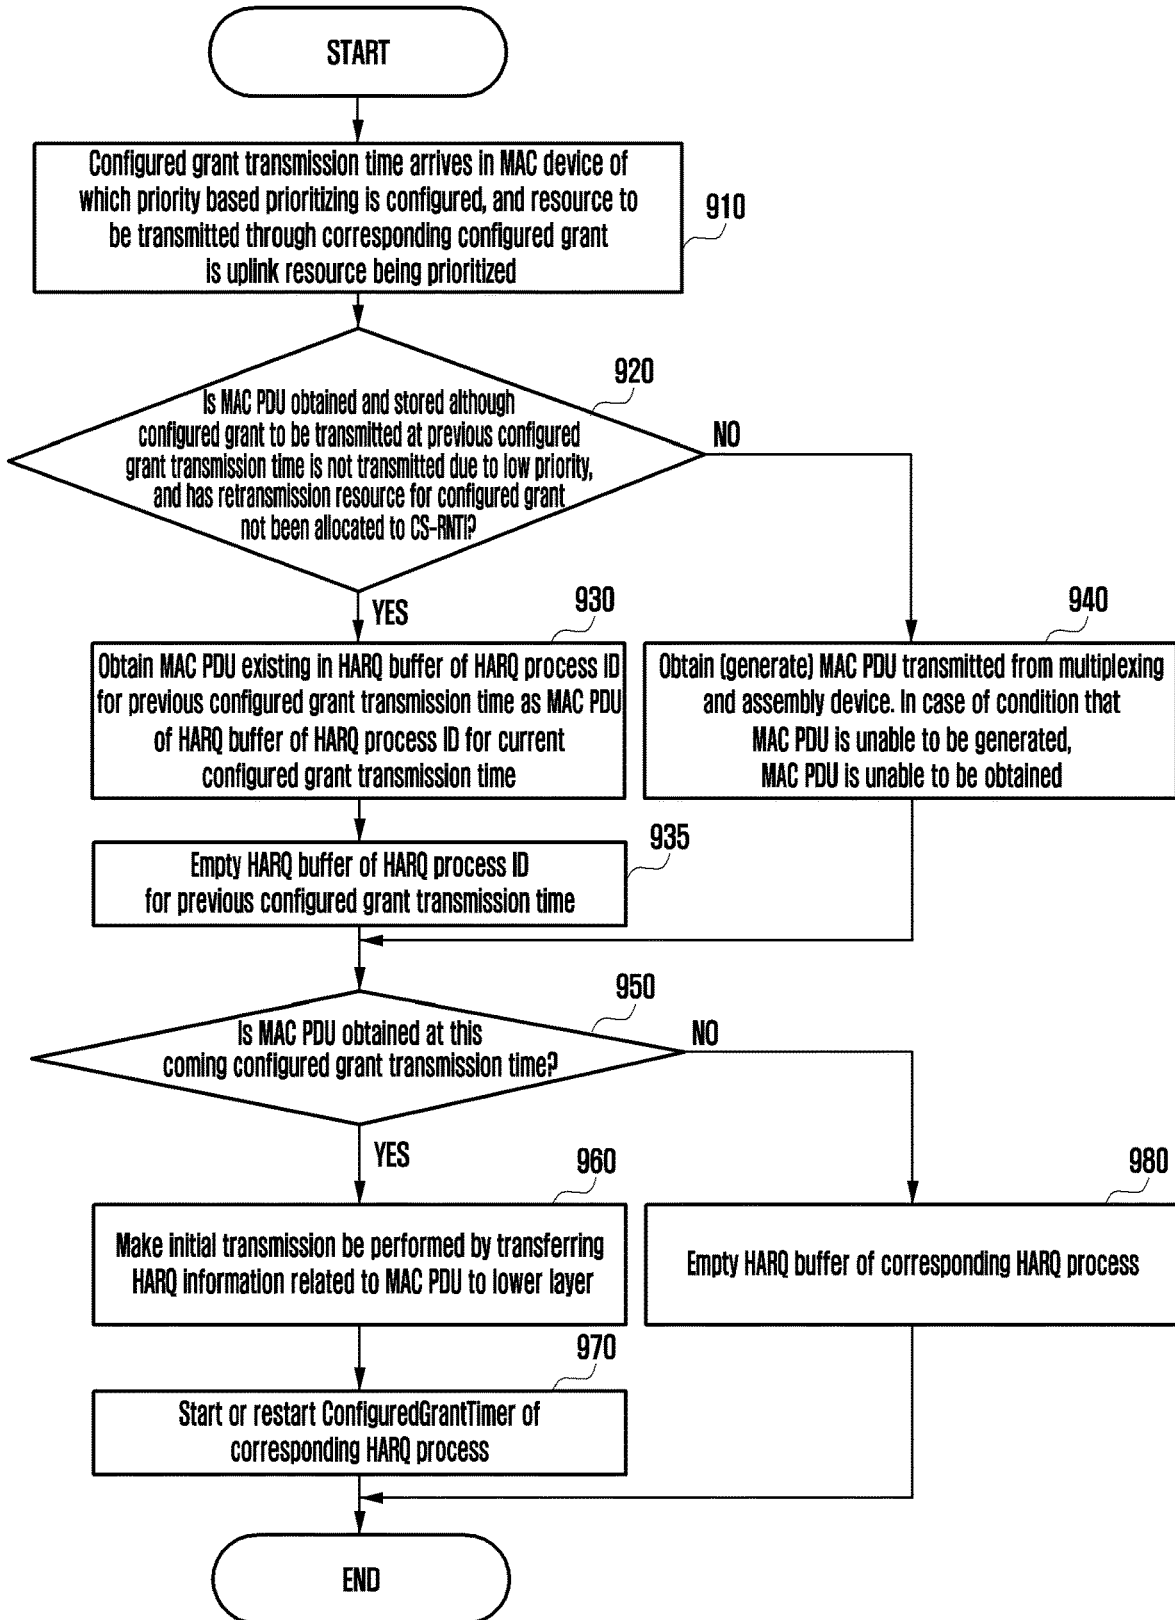 START
Configured grant transmission time arrives in MAC device of
which priority based prioritizing is configured, and resource to
be transmitted through corresponding configured grant
is uplink resource being prioritized
910
920
Is MAC PDU obtained and stored although
configured grant to be transmitted at previous configured
grant transmission time is not transmitted due to low priority,
and has retransmission resource for configured grant
not been allocated to CS-RNTI?
NO
YES
930
Obtain MAC PDU existing in HARQ buffer of HARQ process ID
for previous configured grant transmission time as MAC PDU
of HARQ buffer of HARQ process ID for current
configured grant transmission time
940
Obtain (generate) MAC PDU transmitted from multiplexing
and assembly device. In case of condition that
MAC PDU is unable to be generated,
MAC PDU is unable to be obtained
935
Empty HARQ buffer of HARQ process ID
for previous configured grant transmission time
950
Is MAC PDU obtained at this
coming configured grant transmission time?
NO
YES
960
Make initial transmission be performed by transferring
HARQ information related to MAC PDU to lower layer
980
Empty HARQ buffer of corresponding HARQ process
970
Start or restart ConfiguredGrantTimer of
corresponding HARQ process
END